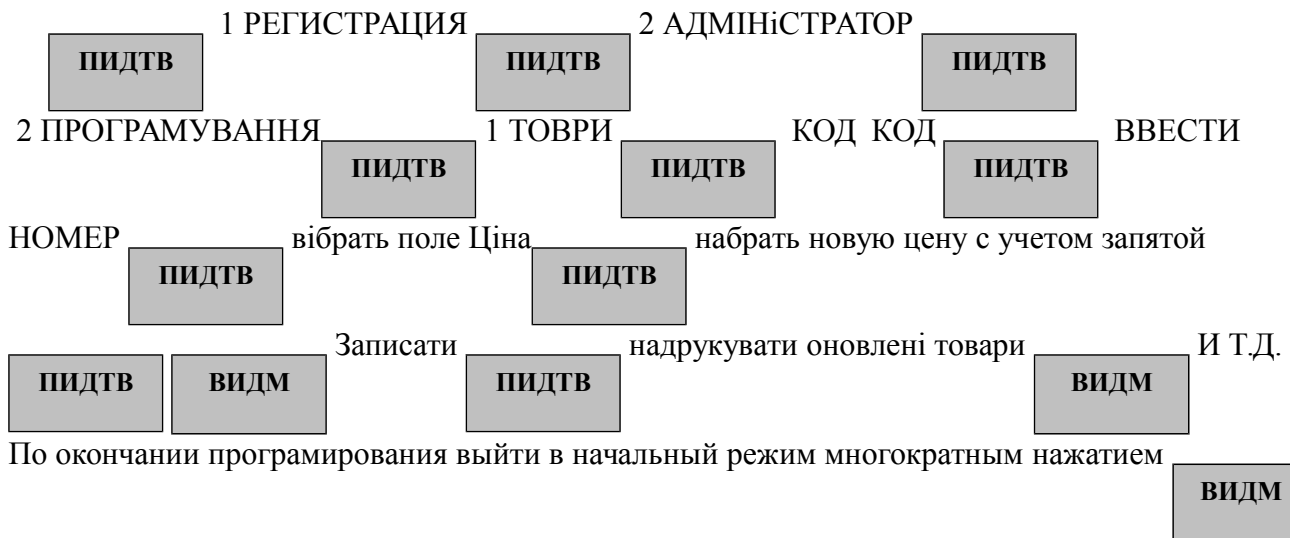 ПИДТВ 1 РЕГИСТРАЦИЯ ПИДТВ 2 АДМІНіСТРАТОР ПИДТВ
2 ПРОГРАМУВАННЯ ПИДТВ 1 ТОВРИ ПИДТВ КОД КОД ПИДТВ ВВЕСТИ
НОМЕР ПИДТВ вібрать поле Ціна ПИДТВ набрать новую цену с учетом запятой
ПИДТВ ВИДМ Записати ПИДТВ надрукувати оновлені товари ВИДМ И Т.Д.
По окончании програмирования выйти в начальный режим многократным нажатием ВИДМ